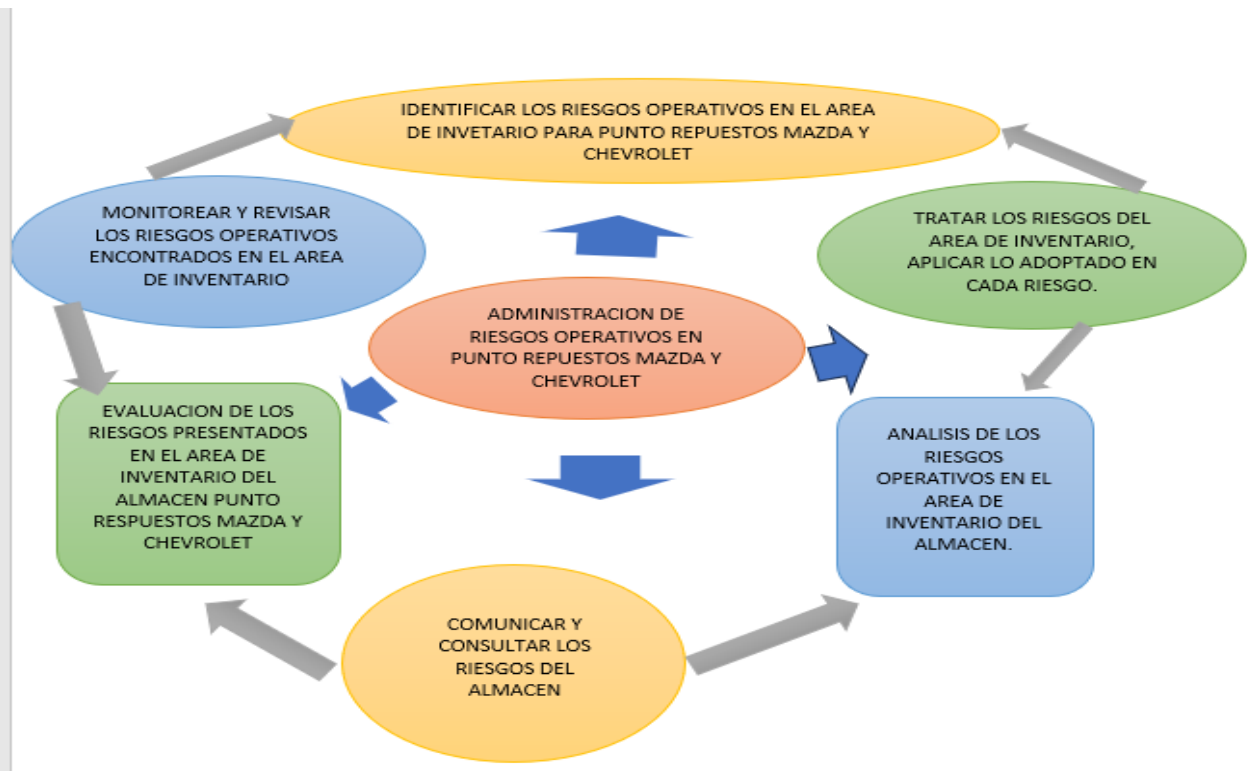 IDENTIFICAR LOS RIESGOS OPERATIVOS EN EL AREA
DE INVETARIO PARA PUNTO REPUESTOS MAZDA Y
CHEVROLET
MONITOREAR Y REVISAR
LOS RIESGOS OPERATIVOS
ENCONTRADOS EN EL AREA
DE INVENTARIO
TRATAR LOS RIESGOS DEL
AREA DE INVENTARIO,
APLICAR LO ADOPTADO EN
CADA RIESGO.
ADMINISTRACION DE
RIESGOS OPERATIVOS EN
PUNTO REPUESTOS MAZDA Y
CHEVROLET
EVALUACION DE LOS
RIESGOS PRESENTADOS
EN EL AREA DE
INVENTARIO DEL
ALMACEN PUNTO
RESPUESTOS MAZDA Y
CHEVROLET
ANALISIS DE LOS
RIESGOS
OPERATIVOS EN EL
AREA DE
INVENTARIO DEL
ALMACEN.
COMUNICAR Y
CONSULTAR LOS
RIESGOS DEL
ALMACEN